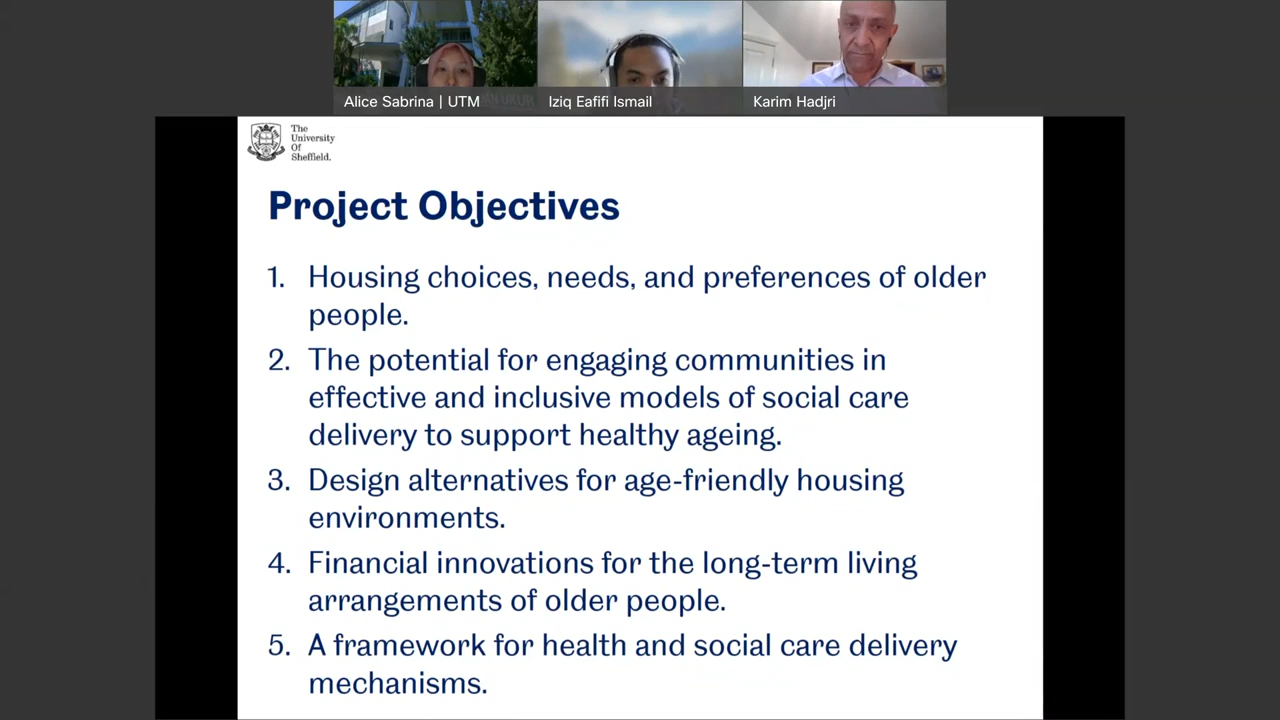 Alice Sabrina | UTM
Iziq Eafifi Ismail
Karim Hadjri
The
University
Of
Sheffield.
Project Objectives
1. Housing choices, needs, and preferences of older
people.
2. The potential for engaging communities in
effective and inclusive models of social care
delivery to support healthy ageing.
3. Design alternatives for age-friendly housing
environments.
4. Financial innovations for the long-term living
arrangements of older people.
5. A framework for health and social care delivery
mechanisms.